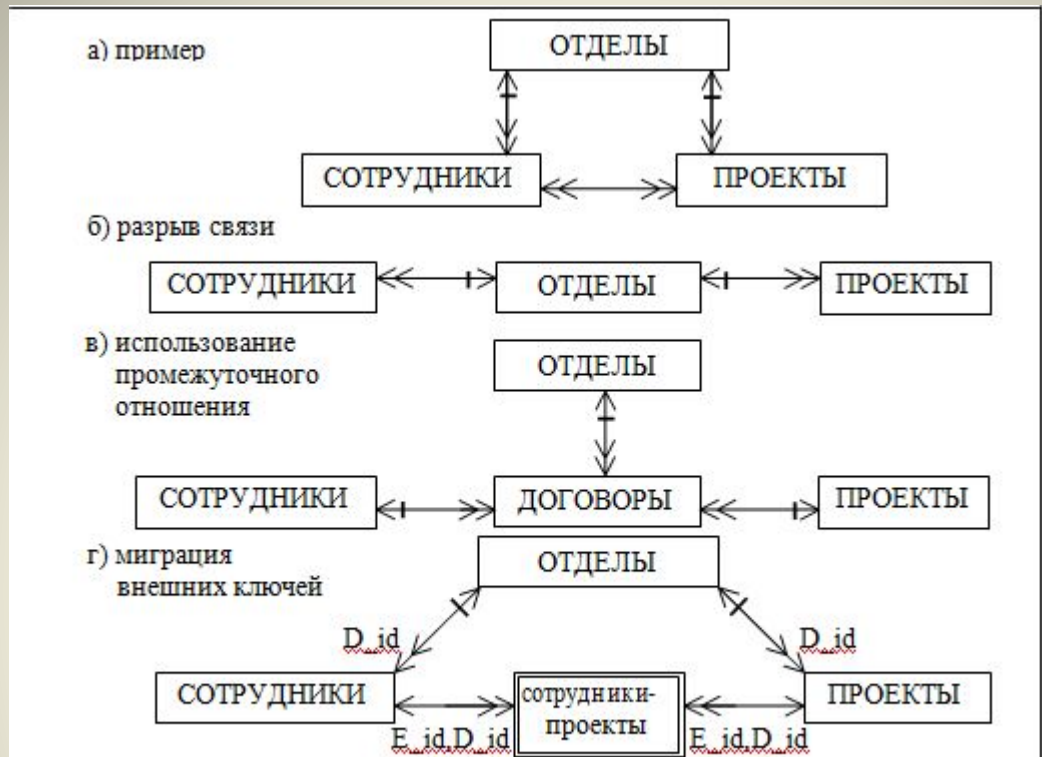 а) пример
ОТДЕЛЫ
СОТРУДНИКИ
ПРОЕКТЫ
б) разрыв связи
СОТРУДНИКИ
ОТДЕЛЫ
ПРОЕКТЫ
в) использование
промежуточного
отношения
ОТДЕЛЫ
СОТРУДНИКИ
ДОГОВОРЫ
ПРОЕКТЫ
г) миграция
внешних ключей
ОТДЕЛЫ
D_id
D_id
СОТРУДНИКИ
сотрудники-
проекты
ПРОЕКТЫ
E_id,D_id
E_id,D_id